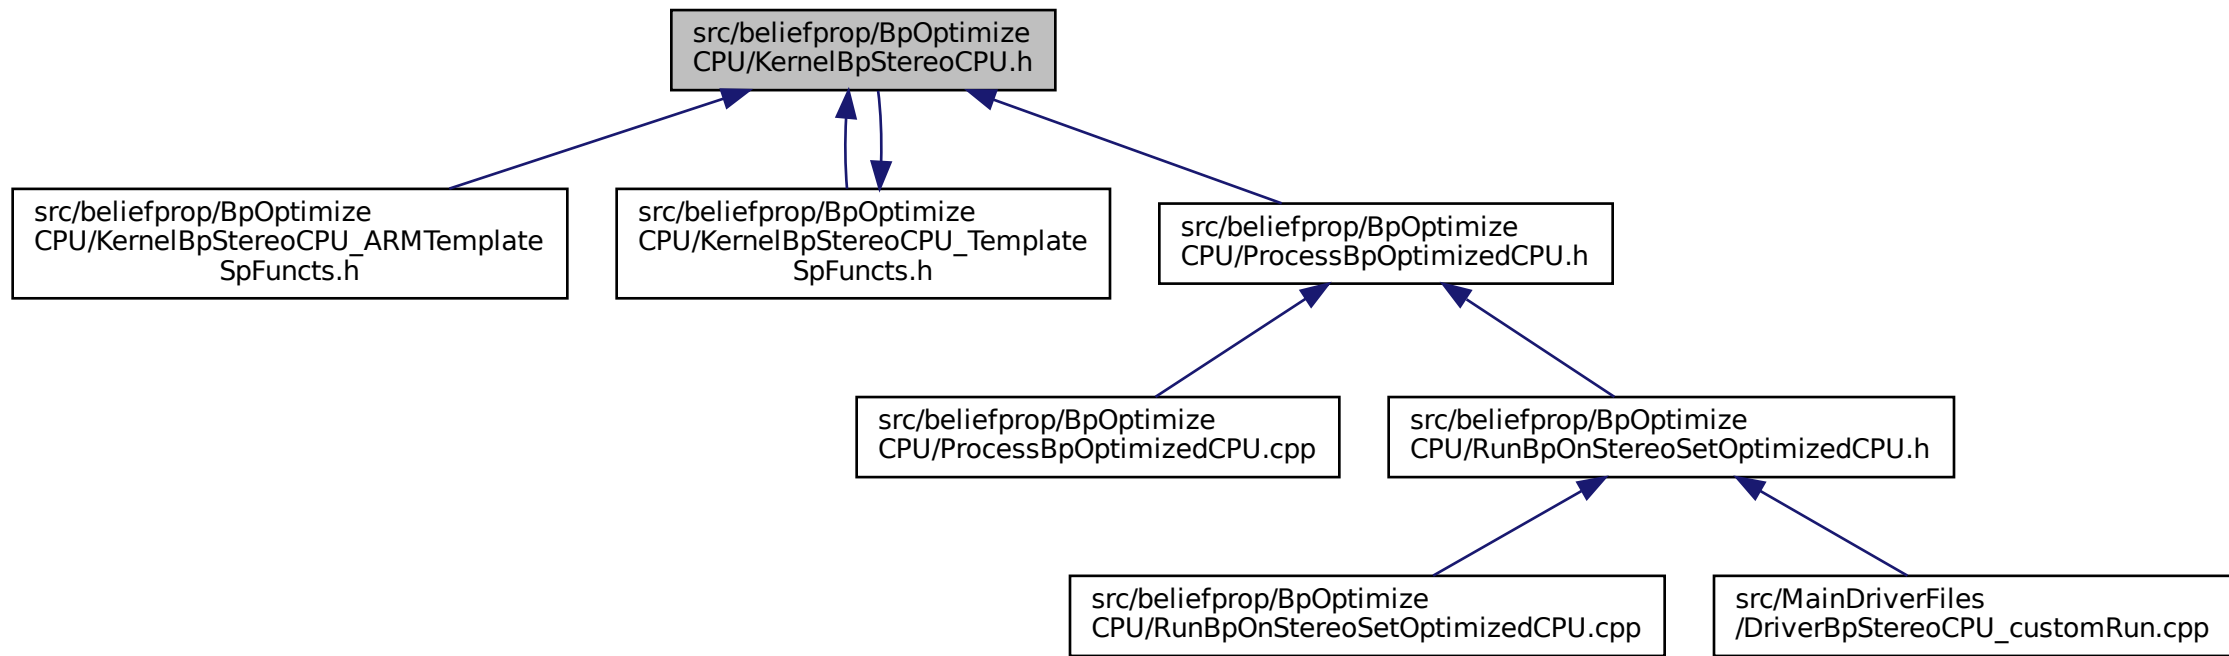 src/beliefprop/BpOptimize
CPU/KernelBpStereoCPU.h
src/beliefprop/BpOptimize
CPU/KernelBpStereoCPU_ARMTemplate
SpFuncts.h
src/beliefprop/BpOptimize
CPU/KernelBpStereoCPU_Template
SpFuncts.h
src/beliefprop/BpOptimize
CPU/ProcessBpOptimizedCPU.h
src/beliefprop/BpOptimize
CPU/ProcessBpOptimizedCPU.cpp
src/beliefprop/BpOptimize
CPU/RunBpOnStereoSetOptimizedCPU.h
src/beliefprop/BpOptimize
CPU/RunBpOnStereoSetOptimizedCPU.cpp
src/MainDriverFiles
/DriverBpStereoCPU_customRun.cpp